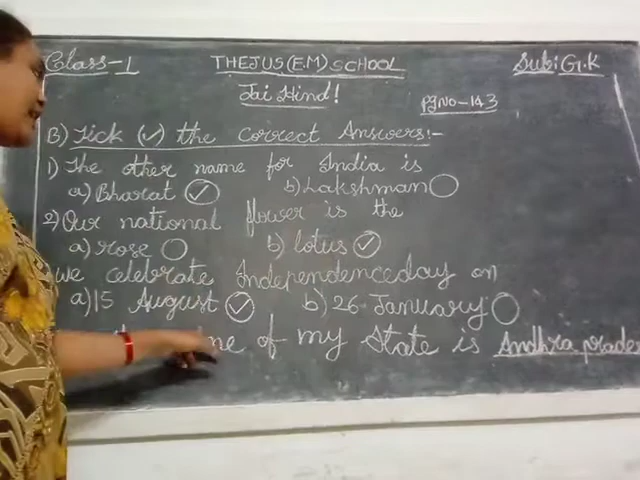 Class-1 THEJUS(E.M) SCHOOL Sub: G.K
Jai Hind!
Pg No-143
B) Tick (✓) the correct Answers:-
1) The other name for India is
a) Bharat ✓ b) Lakshman
2) Our national flower is the
a) rose b) lotus ✓
we celebrate Independenceday on
a) 15 August ✓ b) 26-January
of my State is Andhra prades